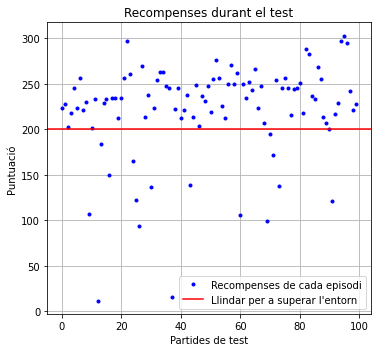 Recompenses durant el test
Puntuació
300
250
200
150
100
50
0
Recompenses de cada episodi
Llindar per a superar l'entorn
0 20 40 60 80 100
Partides de test